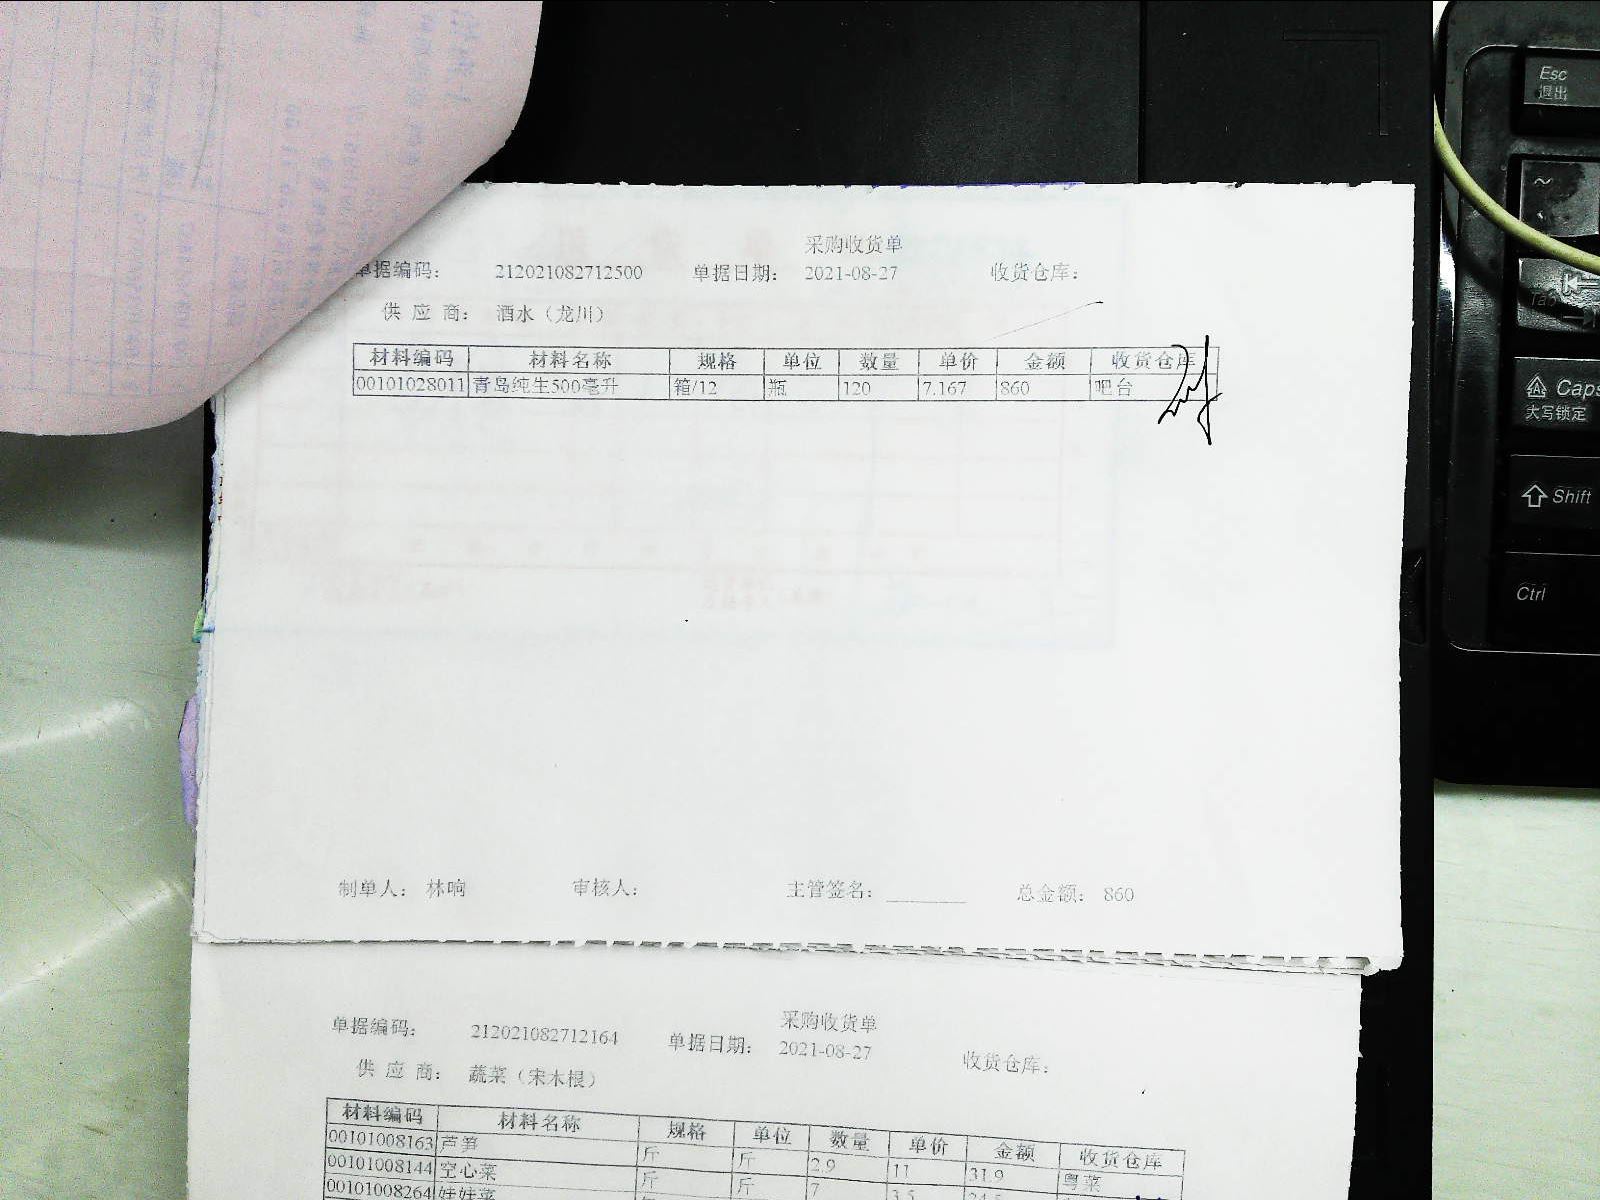 采购收货单
单据编码： 212021082712500 单据日期： 2021-08-27 收货仓库：
供 应 商： 酒水（龙川）
材料编码 材料名称 规格 单位 数量 单价 金额 收货仓库
00101028011 青岛纯生500毫升 箱/12 瓶 120 7.167 860 吧台
制单人： 林响 审核人： 主管签名： 总金额： 860
采购收货单
单据编码： 212021082712164 单据日期： 2021-08-27 收货仓库：
供 应 商： 蔬菜（宋木根）
材料编码 材料名称 规格 单位 数量 单价 金额 收货仓库
00101008163 芦笋 斤 斤 2.9 11 31.9 粤菜
00101008144 空心菜 斤 斤 7 3.5 24.5
00101008264 娃娃菜
Esc
退出
~
Tab
Caps
大写锁定
Shift
Ctrl